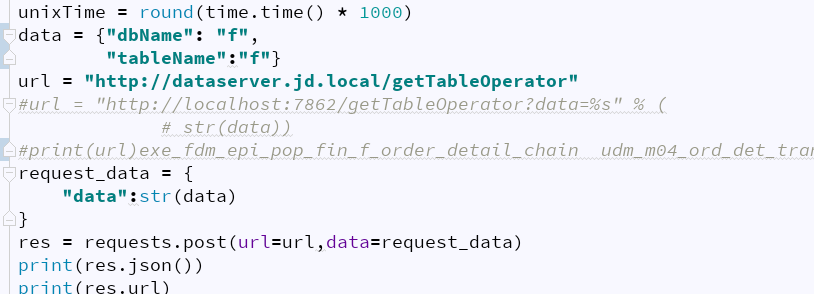 unixTime = round(time.time() * 1000)
data = {"dbName": "f",
"tableName":"f"}
url = "http://dataserver.jd.local/getTableOperator"
#url = "http://localhost:7862/getTableOperator?data=%s" % (
# str(data))
#print(url)exe_fdm_epi_pop_fin_f_order_detail_chain  udm_m04_ord_det_tran
request_data = {
"data":str(data)
}
res = requests.post(url=url,data=request_data)
print(res.json())
print(res.url)